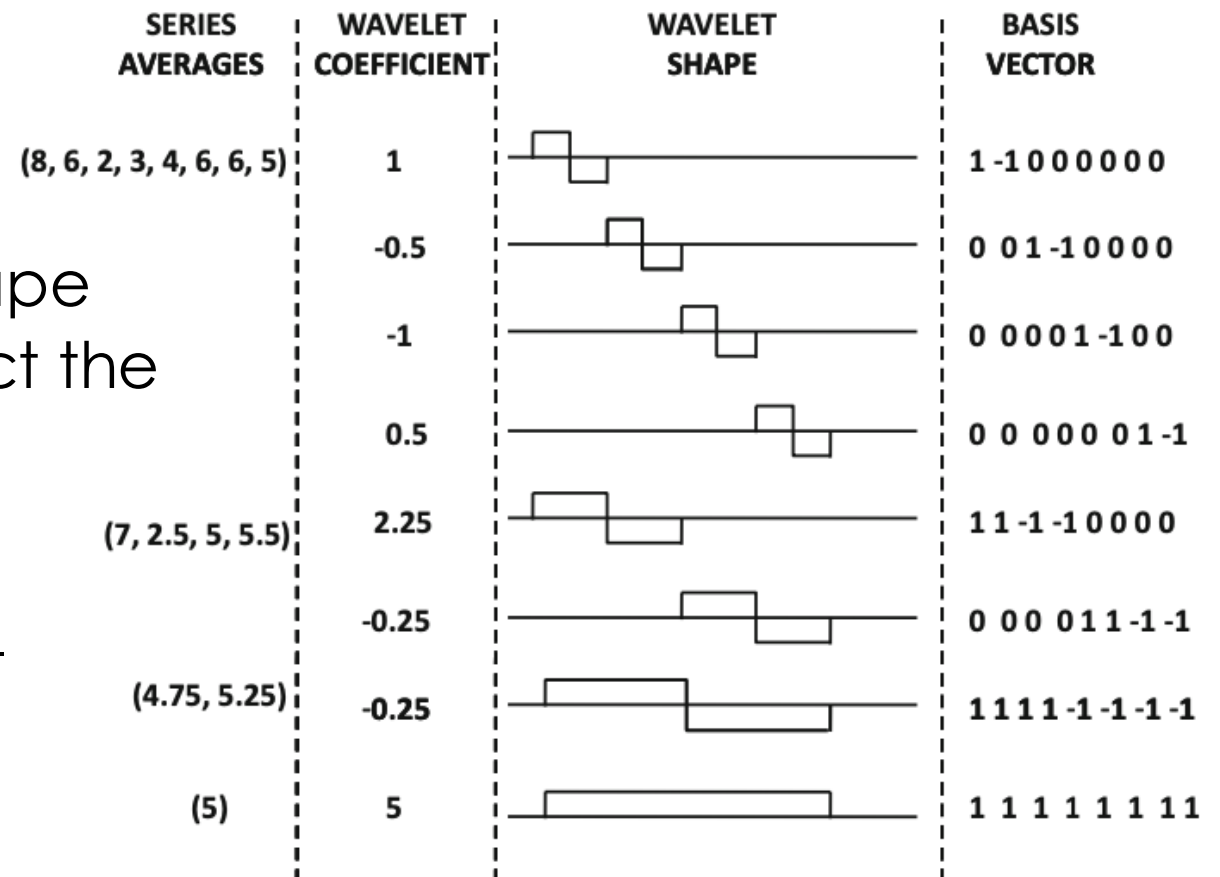 SERIES AVERAGES WAVELET COEFFICIENT WAVELET SHAPE BASIS VECTOR
(8, 6, 2, 3, 4, 6, 6, 5) 1 1 -1 0 0 0 0 0 0
-0.5 0 0 1 -1 0 0 0 0
ape
-1 0 0 0 0 1 -1 0 0
ct the
0.5 0 0 0 0 0 0 1 -1
(7, 2.5, 5, 5.5) 2.25 1 1 -1 -1 0 0 0 0
-0.25 0 0 0 0 1 1 -1 -1
(4.75, 5.25) -0.25 1 1 1 1 -1 -1 -1 -1
(5) 5 1 1 1 1 1 1 1 1